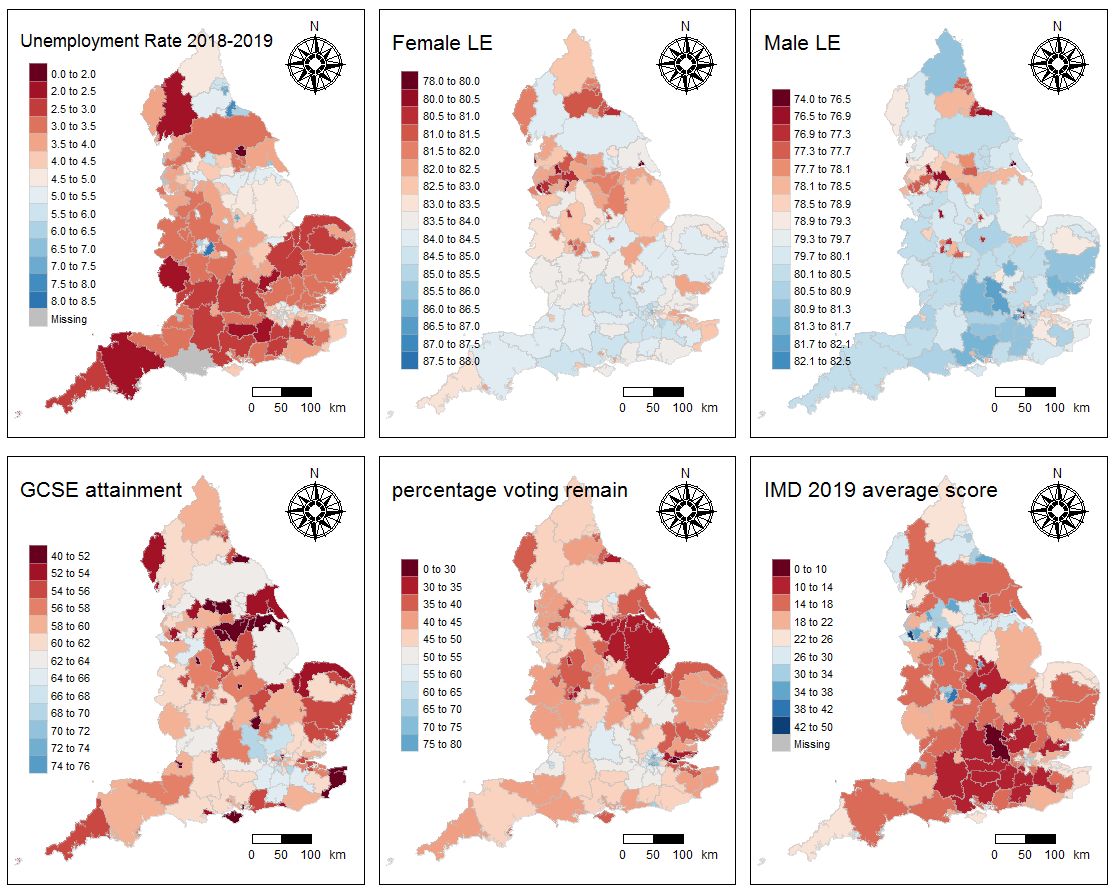 Unemployment Rate 2018-2019
N
0.0 to 2.0
2.0 to 2.5
2.5 to 3.0
3.0 to 3.5
3.5 to 4.0
4.0 to 4.5
4.5 to 5.0
5.0 to 5.5
5.5 to 6.0
6.0 to 6.5
6.5 to 7.0
7.0 to 7.5
7.5 to 8.0
8.0 to 8.5
Missing
0 50 100 km
Female LE
N
78.0 to 80.0
80.0 to 80.5
80.5 to 81.0
81.0 to 81.5
81.5 to 82.0
82.0 to 82.5
82.5 to 83.0
83.0 to 83.5
83.5 to 84.0
84.0 to 84.5
84.5 to 85.0
85.0 to 85.5
85.5 to 86.0
86.0 to 86.5
86.5 to 87.0
87.0 to 87.5
87.5 to 88.0
0 50 100 km
Male LE
N
74.0 to 76.5
76.5 to 76.9
76.9 to 77.3
77.3 to 77.7
77.7 to 78.1
78.1 to 78.5
78.5 to 78.9
78.9 to 79.3
79.3 to 79.7
79.7 to 80.1
80.1 to 80.5
80.5 to 80.9
80.9 to 81.3
81.3 to 81.7
81.7 to 82.1
82.1 to 82.5
0 50 100 km
GCSE attainment
N
40 to 52
52 to 54
54 to 56
56 to 58
58 to 60
60 to 62
62 to 64
64 to 66
66 to 68
68 to 70
70 to 72
72 to 74
74 to 76
0 50 100 km
percentage voting remain
N
0 to 30
30 to 35
35 to 40
40 to 45
45 to 50
50 to 55
55 to 60
60 to 65
65 to 70
70 to 75
75 to 80
0 50 100 km
IMD 2019 average score
N
0 to 10
10 to 14
14 to 18
18 to 22
22 to 26
26 to 30
30 to 34
34 to 38
38 to 42
42 to 50
Missing
0 50 100 km